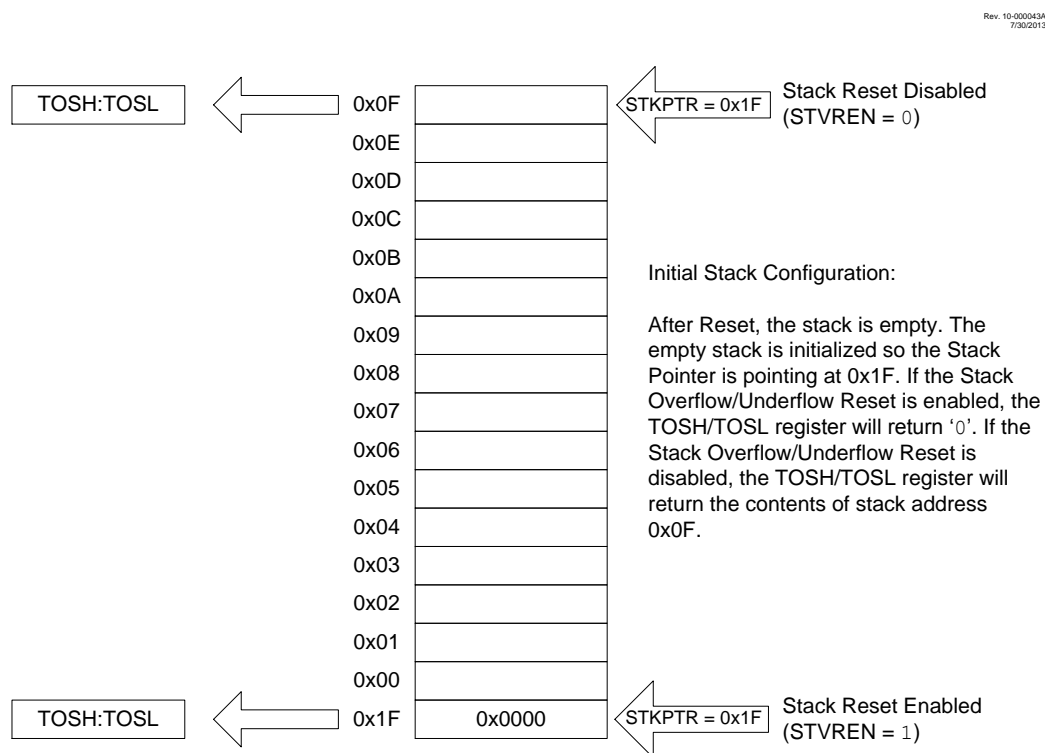 Rev. 10-000043A
7/30/2013
TOSH:TOSL
0x0F
STKPTR = 0x1F
Stack Reset Disabled
(STVREN = 0)
0x0E
0x0D
0x0C
0x0B
0x0A
0x09
0x08
0x07
0x06
0x05
0x04
0x03
0x02
0x01
0x00
Initial Stack Configuration:
After Reset, the stack is empty. The
empty stack is initialized so the Stack
Pointer is pointing at 0x1F. If the Stack
Overflow/Underflow Reset is enabled, the
TOSH/TOSL register will return ‘0’. If the
Stack Overflow/Underflow Reset is
disabled, the TOSH/TOSL register will
return the contents of stack address
0x0F.
TOSH:TOSL
0x1F
0x0000
STKPTR = 0x1F
Stack Reset Enabled
(STVREN = 1)